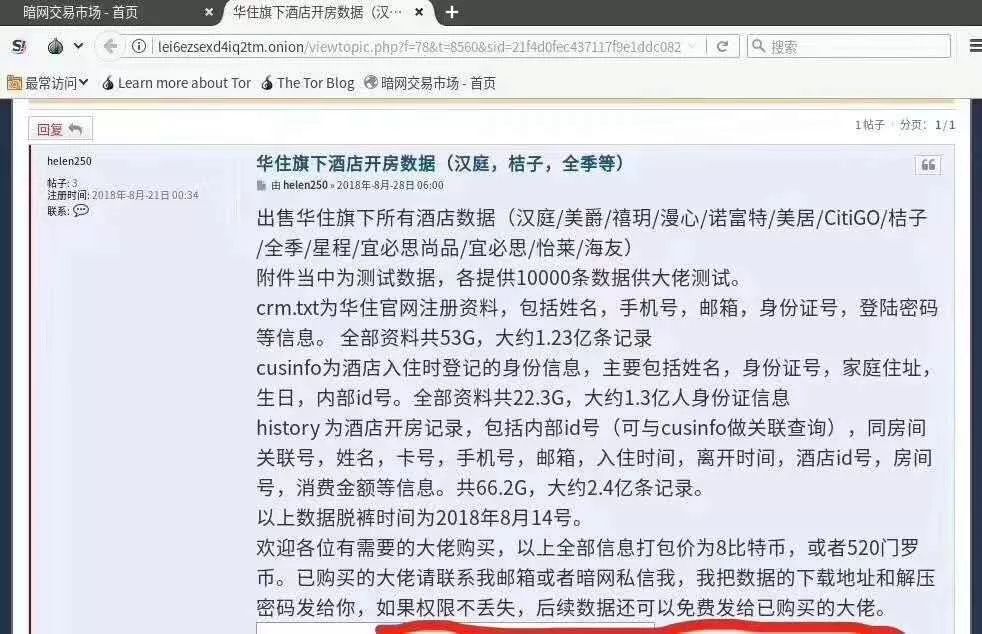 暗网交易市场 - 首页
华住旗下酒店开房数据（汉…
lei6ezsexd4iq2tm.onion/viewtopic.php?f=78&t=8560&sid=21f4d0fec437117f9e1ddc082
搜索
最常访问
Learn more about Tor
The Tor Blog
暗网交易市场 - 首页
回复
1帖子 · 分页: 1/1
helen250
帖子: 3
注册时间: 2018年-8月-21日 00:34
联系:
华住旗下酒店开房数据（汉庭，桔子，全季等）
由 helen250 » 2018年-8月-28日 06:00
出售华住旗下所有酒店数据（汉庭/美爵/禧玥/漫心/诺富特/美居/CitiGO/桔子
/全季/星程/宜必思尚品/宜必思/怡莱/海友）
附件当中为测试数据，各提供10000条数据供大佬测试。
crm.txt为华住官网注册资料，包括姓名，手机号，邮箱，身份证号，登陆密码
等信息。 全部资料共53G，大约1.23亿条记录
cusinfo为酒店入住时登记的身份信息，主要包括姓名，身份证号，家庭住址，
生日，内部id号。全部资料共22.3G，大约1.3亿人身份证信息
history 为酒店开房记录，包括内部id号（可与cusinfo做关联查询），同房间
关联号，姓名，卡号，手机号，邮箱，入住时间，离开时间，酒店id号，房间
号，消费金额等信息。共66.2G，大约2.4亿条记录。
以上数据脱裤时间为2018年8月14号。
欢迎各位有需要的大佬购买，以上全部信息打包价为8比特币，或者520门罗
币。已购买的大佬请联系我邮箱或者暗网私信我，我把数据的下载地址和解压
密码发给你，如果权限不丢失，后续数据还可以免费发给已购买的大佬。